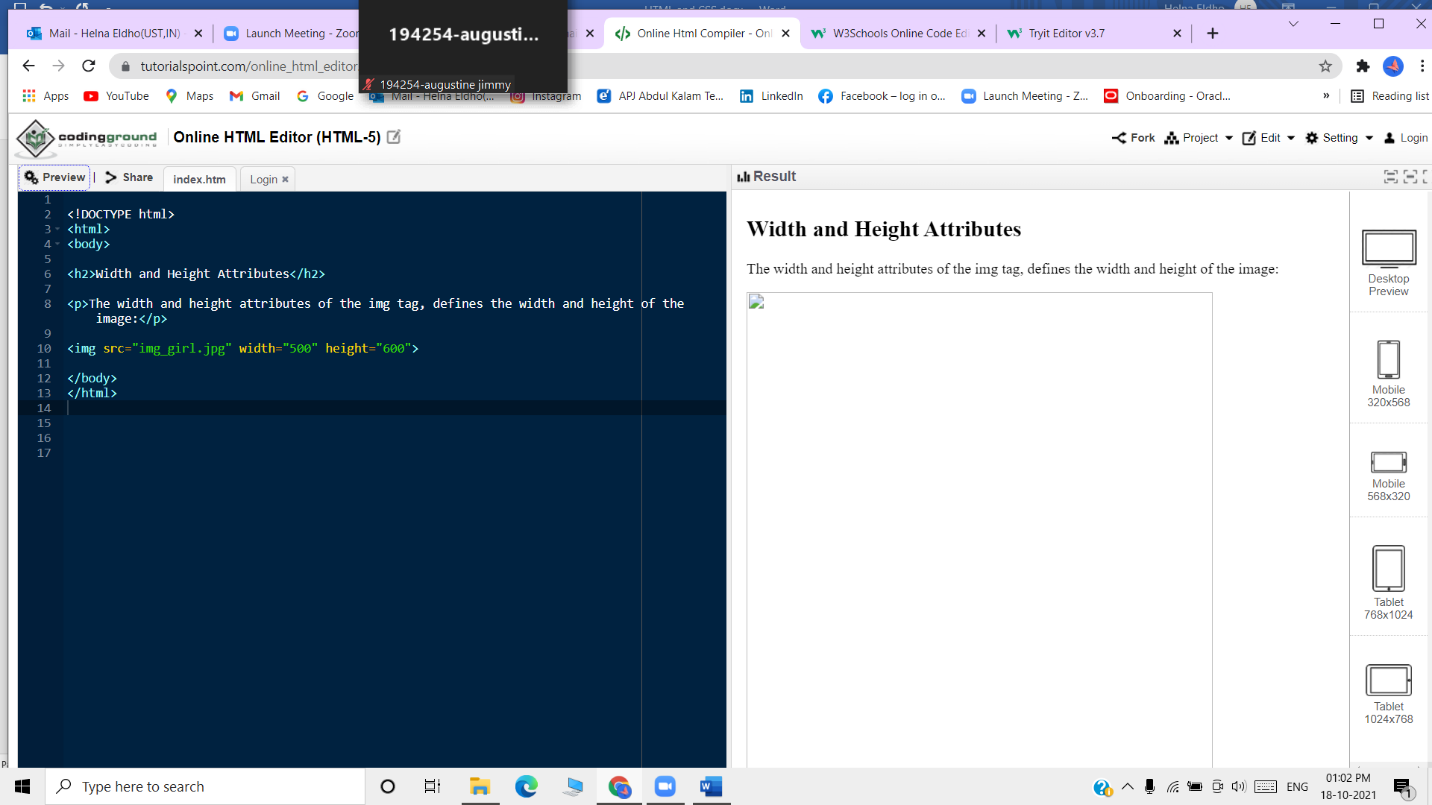 Helna Eldho HE
Mail - Helna Eldho(UST,IN)
Launch Meeting - Zoom
Online Html Compiler - Onl
W3Schools Online Code Edi
Tryit Editor v3.7
194254-augusti...
194254-augustine jimmy
tutorialspoint.com/online_html_editor.
Apps YouTube Maps Gmail Google Mail - Helna Eldho(... Instagram APJ Abdul Kalam Te... LinkedIn Facebook – log in o... Launch Meeting - Z... Onboarding - Oracl... » Reading list
codingground
SIMPLYEASYCODING
Online HTML Editor (HTML-5)
Fork Project Edit Setting Login
Preview | Share index.htm Login
1
2 <!DOCTYPE html>
3 <html>
4 <body>
5
6 <h2>Width and Height Attributes</h2>
7
8 <p>The width and height attributes of the img tag, defines the width and height of the
image:</p>
9
10 <img src="img_girl.jpg" width="500" height="600">
11
12 </body>
13 </html>
14
15
16
17
Result
Width and Height Attributes
The width and height attributes of the img tag, defines the width and height of the image:
Desktop
Preview
Mobile
320x568
Mobile
568x320
Tablet
768x1024
Tablet
1024x768
Type here to search
ENG
01:02 PM
18-10-2021
1